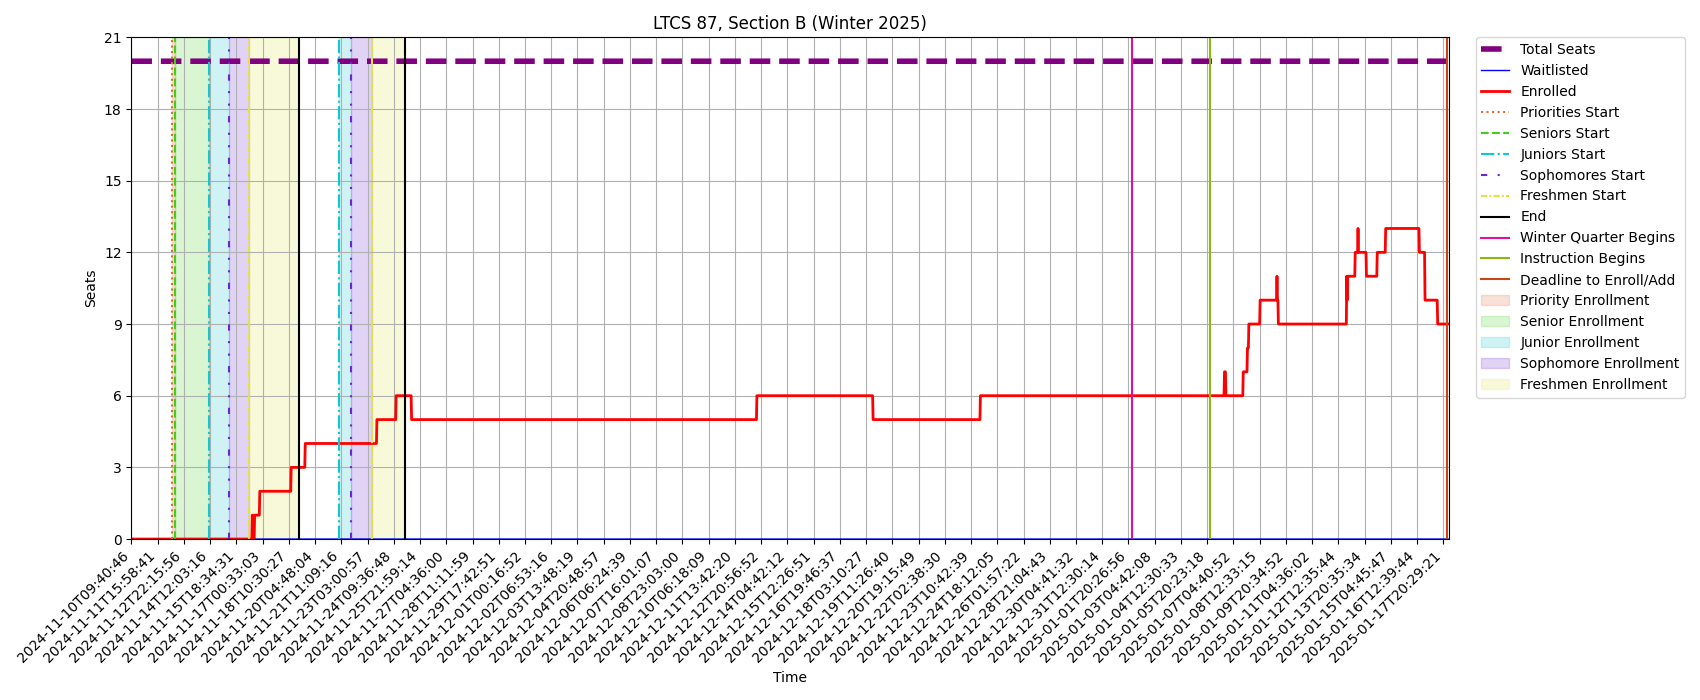 LTCS 87, Section B (Winter 2025)
21
18
15
12
9
6
3
0
Seats
2024-11-10T09:40:46
2024-11-11T15:58:41
2024-11-12T22:15:56
2024-11-14T12:03:16
2024-11-15T18:34:31
2024-11-17T00:33:03
2024-11-18T10:30:27
2024-11-20T04:48:04
2024-11-21T11:09:16
2024-11-23T03:00:57
2024-11-24T09:36:48
2024-11-25T21:59:14
2024-11-27T04:36:00
2024-11-28T11:11:59
2024-11-29T17:42:51
2024-12-01T00:16:52
2024-12-02T06:53:16
2024-12-03T13:48:19
2024-12-04T20:48:57
2024-12-06T06:24:39
2024-12-07T16:01:07
2024-12-08T23:03:00
2024-12-10T06:18:09
2024-12-11T13:42:20
2024-12-12T20:56:52
2024-12-14T04:42:12
2024-12-15T12:26:51
2024-12-16T19:46:37
2024-12-18T03:10:27
2024-12-19T11:26:40
2024-12-20T19:15:49
2024-12-22T02:38:30
2024-12-23T10:42:39
2024-12-24T18:12:05
2024-12-26T01:57:22
2024-12-28T21:04:43
2024-12-30T04:41:32
2024-12-31T12:30:14
2025-01-01T20:26:56
2025-01-03T04:42:08
2025-01-04T12:30:33
2025-01-05T20:23:18
2025-01-07T04:40:52
2025-01-08T12:33:15
2025-01-09T20:34:52
2025-01-11T04:36:02
2025-01-12T12:35:44
2025-01-13T20:35:34
2025-01-15T04:45:47
2025-01-16T12:39:44
2025-01-17T20:29:21
Time
Total Seats
Waitlisted
Enrolled
Priorities Start
Seniors Start
Juniors Start
Sophomores Start
Freshmen Start
End
Winter Quarter Begins
Instruction Begins
Deadline to Enroll/Add
Priority Enrollment
Senior Enrollment
Junior Enrollment
Sophomore Enrollment
Freshmen Enrollment